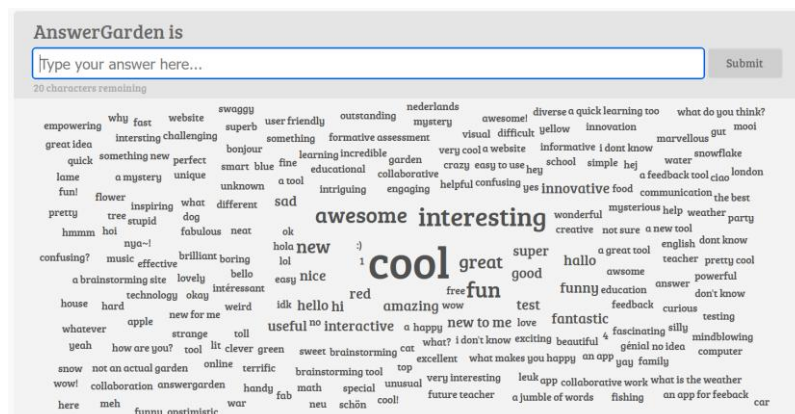 AnswerGarden is
Type your answer here...
Submit
20 characters remaining
swaggy nederlands
why fast website user friendly outstanding mystery awesome! diverse a quick learning too what do you think?
empowering superb visual difficult yellow innovation gut mooi
great idea intersting challenging something formative assessment marvellous
bonjour learning incredible very cool a website informative i dont know snowflake
quick something new perfect smart blue fine educational garden crazy easy to use hey school simple hej water
lame a mystery unique a tool collaborative a feedback tool ciao london
fun! unknown intriguing engaging helpful confusing yes innovative food communication the best
flower inspiring what different sad
pretty tree stupid dog awesome interesting wonderful mysterious help weather party
hmmm hoi fabulous neat ok creative not sure a new tool
nya~! hola new :) super a great tool english dont know
confusing? music effective brilliant boring lol 1 cool great hallo teacher pretty cool
a brainstorming site lovely bello easy nice good awsome powerful
technology okay intéressant red free fun funny education answer don't know
house hard weird idk hello hi amazing wow test feedback curious
apple new for me fantastic testing
whatever strange toll useful no interactive a happy new to me love 4 fascinating silly
yeah how are you? tool lit clever green sweet brainstorming cat what? i don't know exciting beautiful génial no idea mindblowing
excellent what makes you happy an app yay family computer
snow not an actual garden online terrific brainstorming tool top
wow! collaboration answergarden handy math special unusual very interesting leuk app collaborative work what is the weather
here meh fab neu schön cool! future teacher a jumble of words fishing an app for feeback
war car
funny